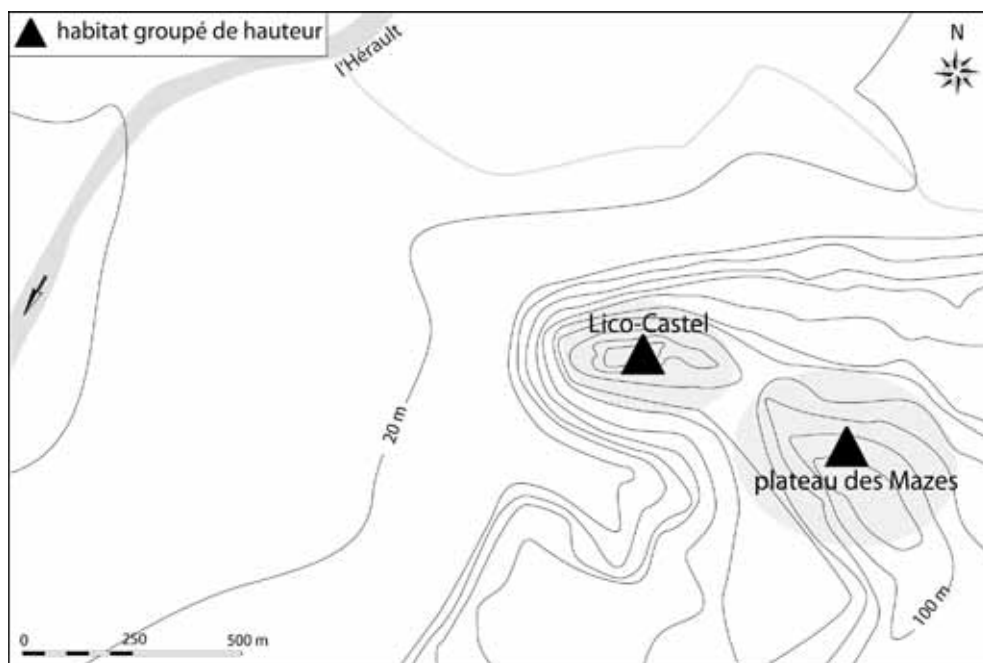 habitat groupé de hauteur
N
l'Hérault
Lico-Castel
20 m
plateau des Mazes
100 m
0 250 500 m